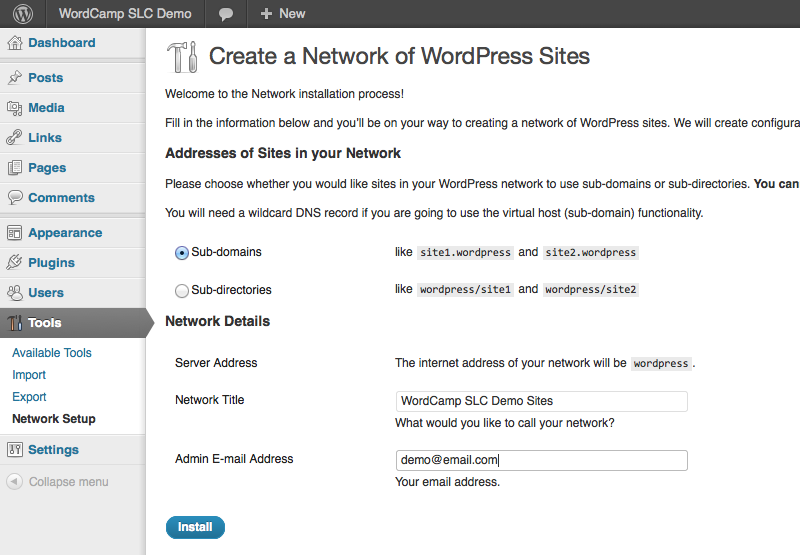 WordCamp SLC Demo
New
Dashboard
Posts
Media
Links
Pages
Comments
Appearance
Plugins
Users
Tools
Available Tools
Import
Export
Network Setup
Settings
Collapse menu
Create a Network of WordPress Sites
Welcome to the Network installation process!
Fill in the information below and you'll be on your way to creating a network of WordPress sites. We will create configura
Addresses of Sites in your Network
Please choose whether you would like sites in your WordPress network to use sub-domains or sub-directories. You can
You will need a wildcard DNS record if you are going to use the virtual host (sub-domain) functionality.
Sub-domains like site1.wordpress and site2.wordpress
Sub-directories like wordpress/site1 and wordpress/site2
Network Details
Server Address The internet address of your network will be wordpress.
Network Title WordCamp SLC Demo Sites
What would you like to call your network?
Admin E-mail Address demo@email.com
Your email address.
Install